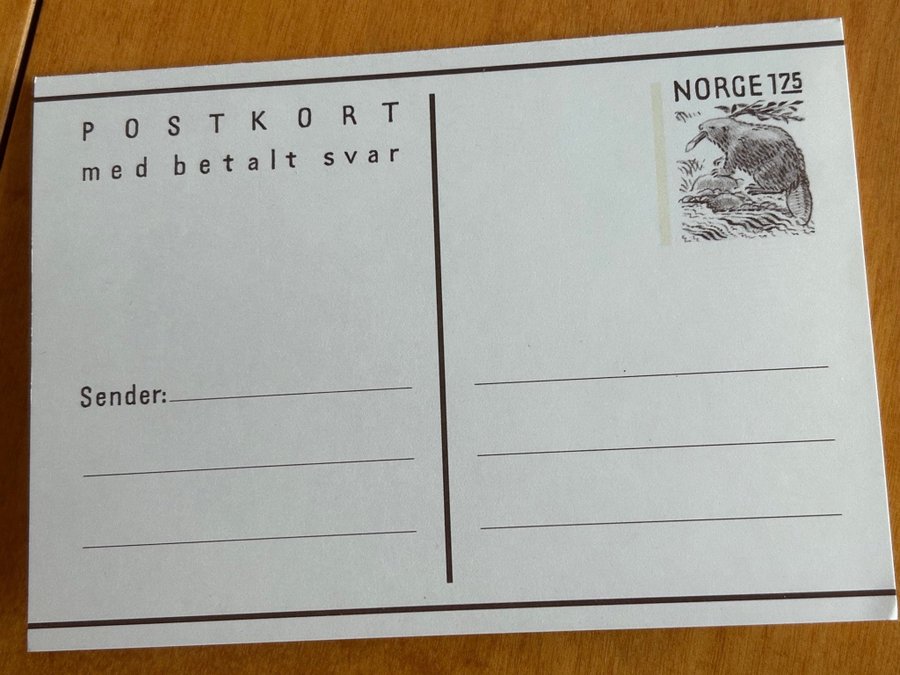 POSTKORT
med betalt svar
NORGE 175
Sender: